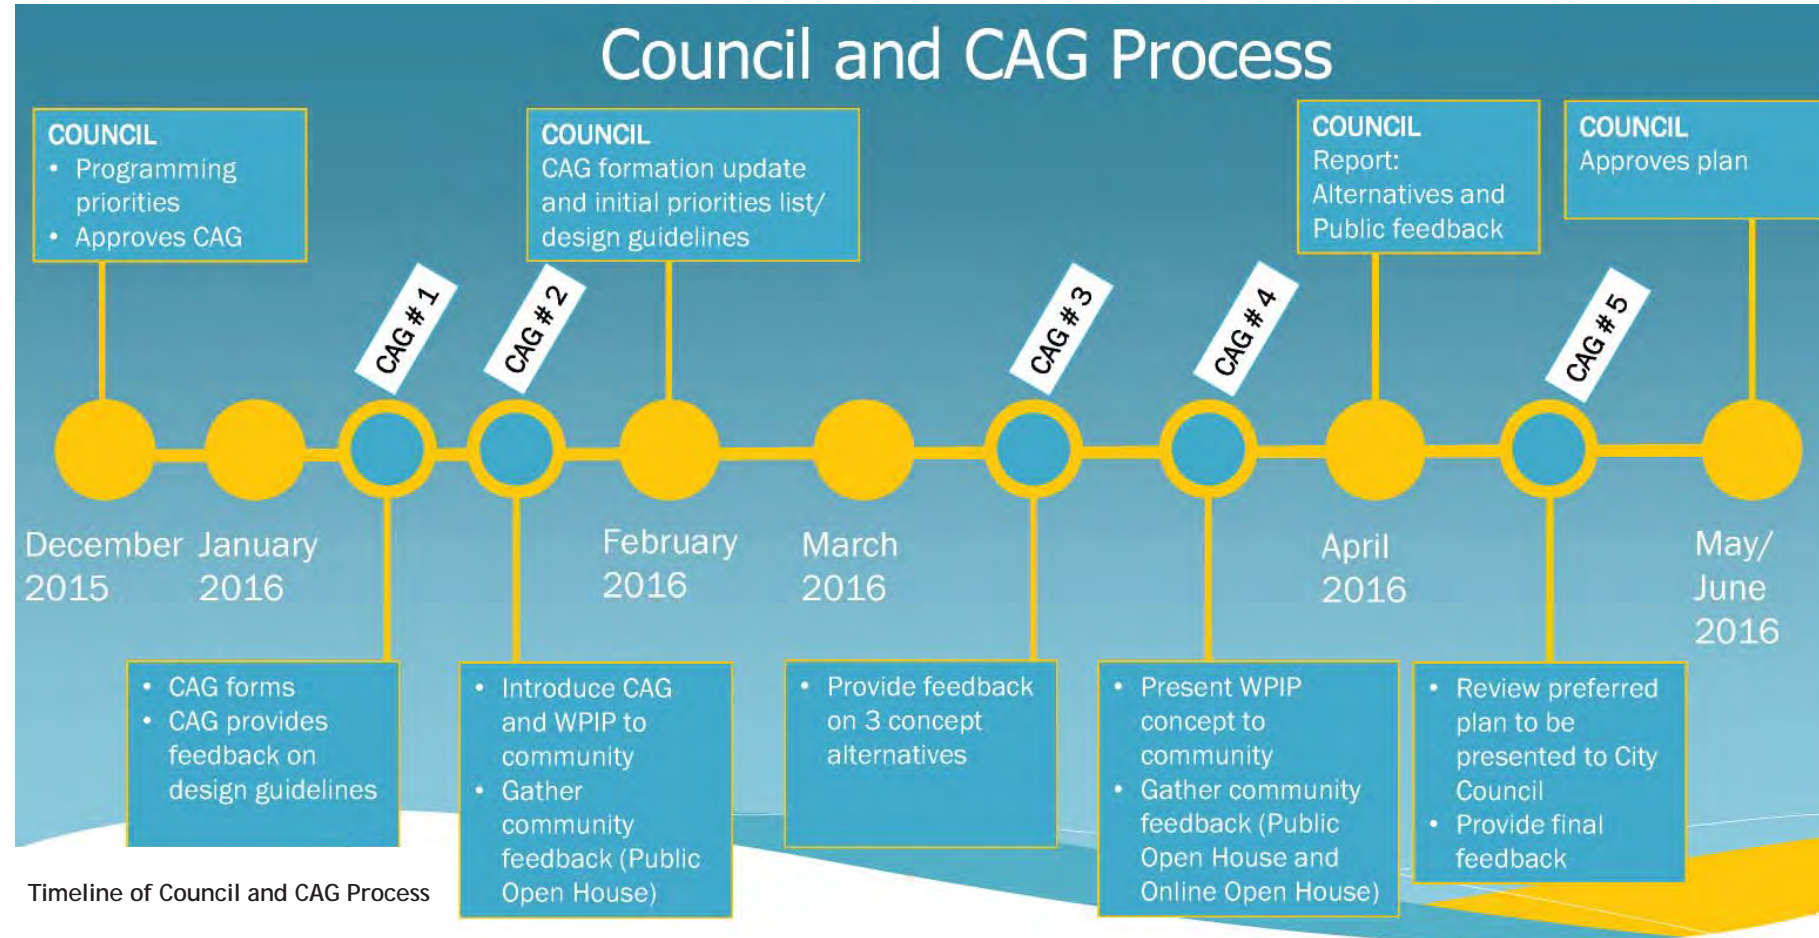 Council and CAG Process
COUNCIL
• Programming
priorities
• Approves CAG
COUNCIL
CAG formation update
and initial priorities list/
design guidelines
COUNCIL
Report:
Alternatives and
Public feedback
COUNCIL
Approves plan
CAG # 1
CAG # 2
CAG # 3
CAG # 4
CAG # 5
December
2015
January
2016
February
2016
March
2016
April
2016
May/
June
2016
• CAG forms
• CAG provides
feedback on
design guidelines
• Introduce CAG
and WPIP to
community
• Gather
community
feedback (Public
Open House)
• Provide feedback
on 3 concept
alternatives
• Present WPIP
concept to
community
• Gather community
feedback (Public
Open House and
Online Open House)
• Review preferred
plan to be
presented to City
Council
• Provide final
feedback
Timeline of Council and CAG Process